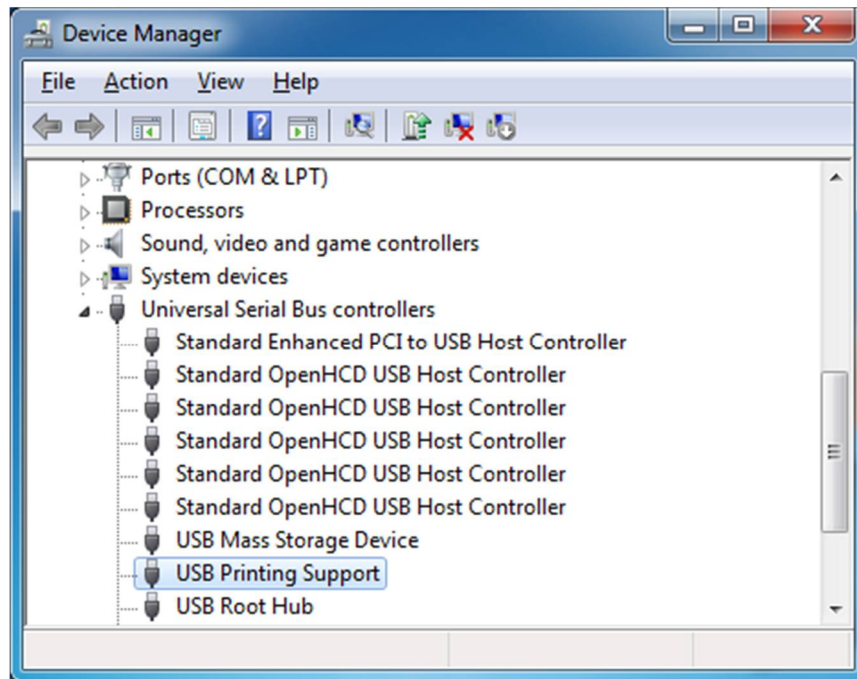 Device Manager
File Action View Help
Ports (COM & LPT)
Processors
Sound, video and game controllers
System devices
Universal Serial Bus controllers
Standard Enhanced PCI to USB Host Controller
Standard OpenHCD USB Host Controller
Standard OpenHCD USB Host Controller
Standard OpenHCD USB Host Controller
Standard OpenHCD USB Host Controller
Standard OpenHCD USB Host Controller
USB Mass Storage Device
USB Printing Support
USB Root Hub